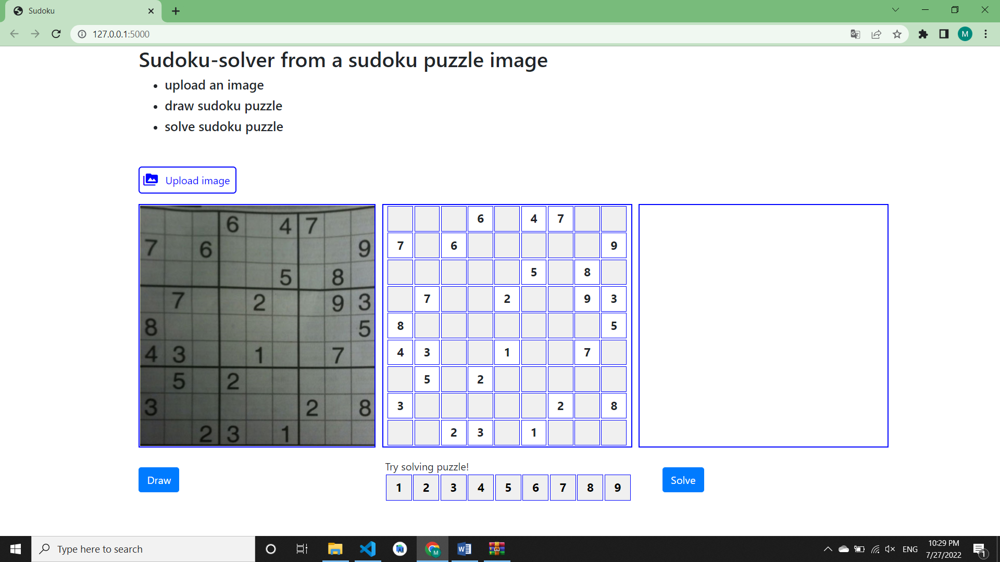 Sudoku
127.0.0.1:5000
M
Sudoku-solver from a sudoku puzzle image
• upload an image
• draw sudoku puzzle
• solve sudoku puzzle
Upload image
6 4 7
7 6 9
5 8
7 2 9 3
8 5
4 3 1 7
5 2
3 2 8
2 3 1
6 4 7
7 6 9
5 8
7 2 9 3
8 5
4 3 1 7
5 2
3 2 8
2 3 1
Draw
Try solving puzzle!
1 2 3 4 5 6 7 8 9
Solve
Type here to search
M
W
ENG
10:29 PM
7/27/2022
1